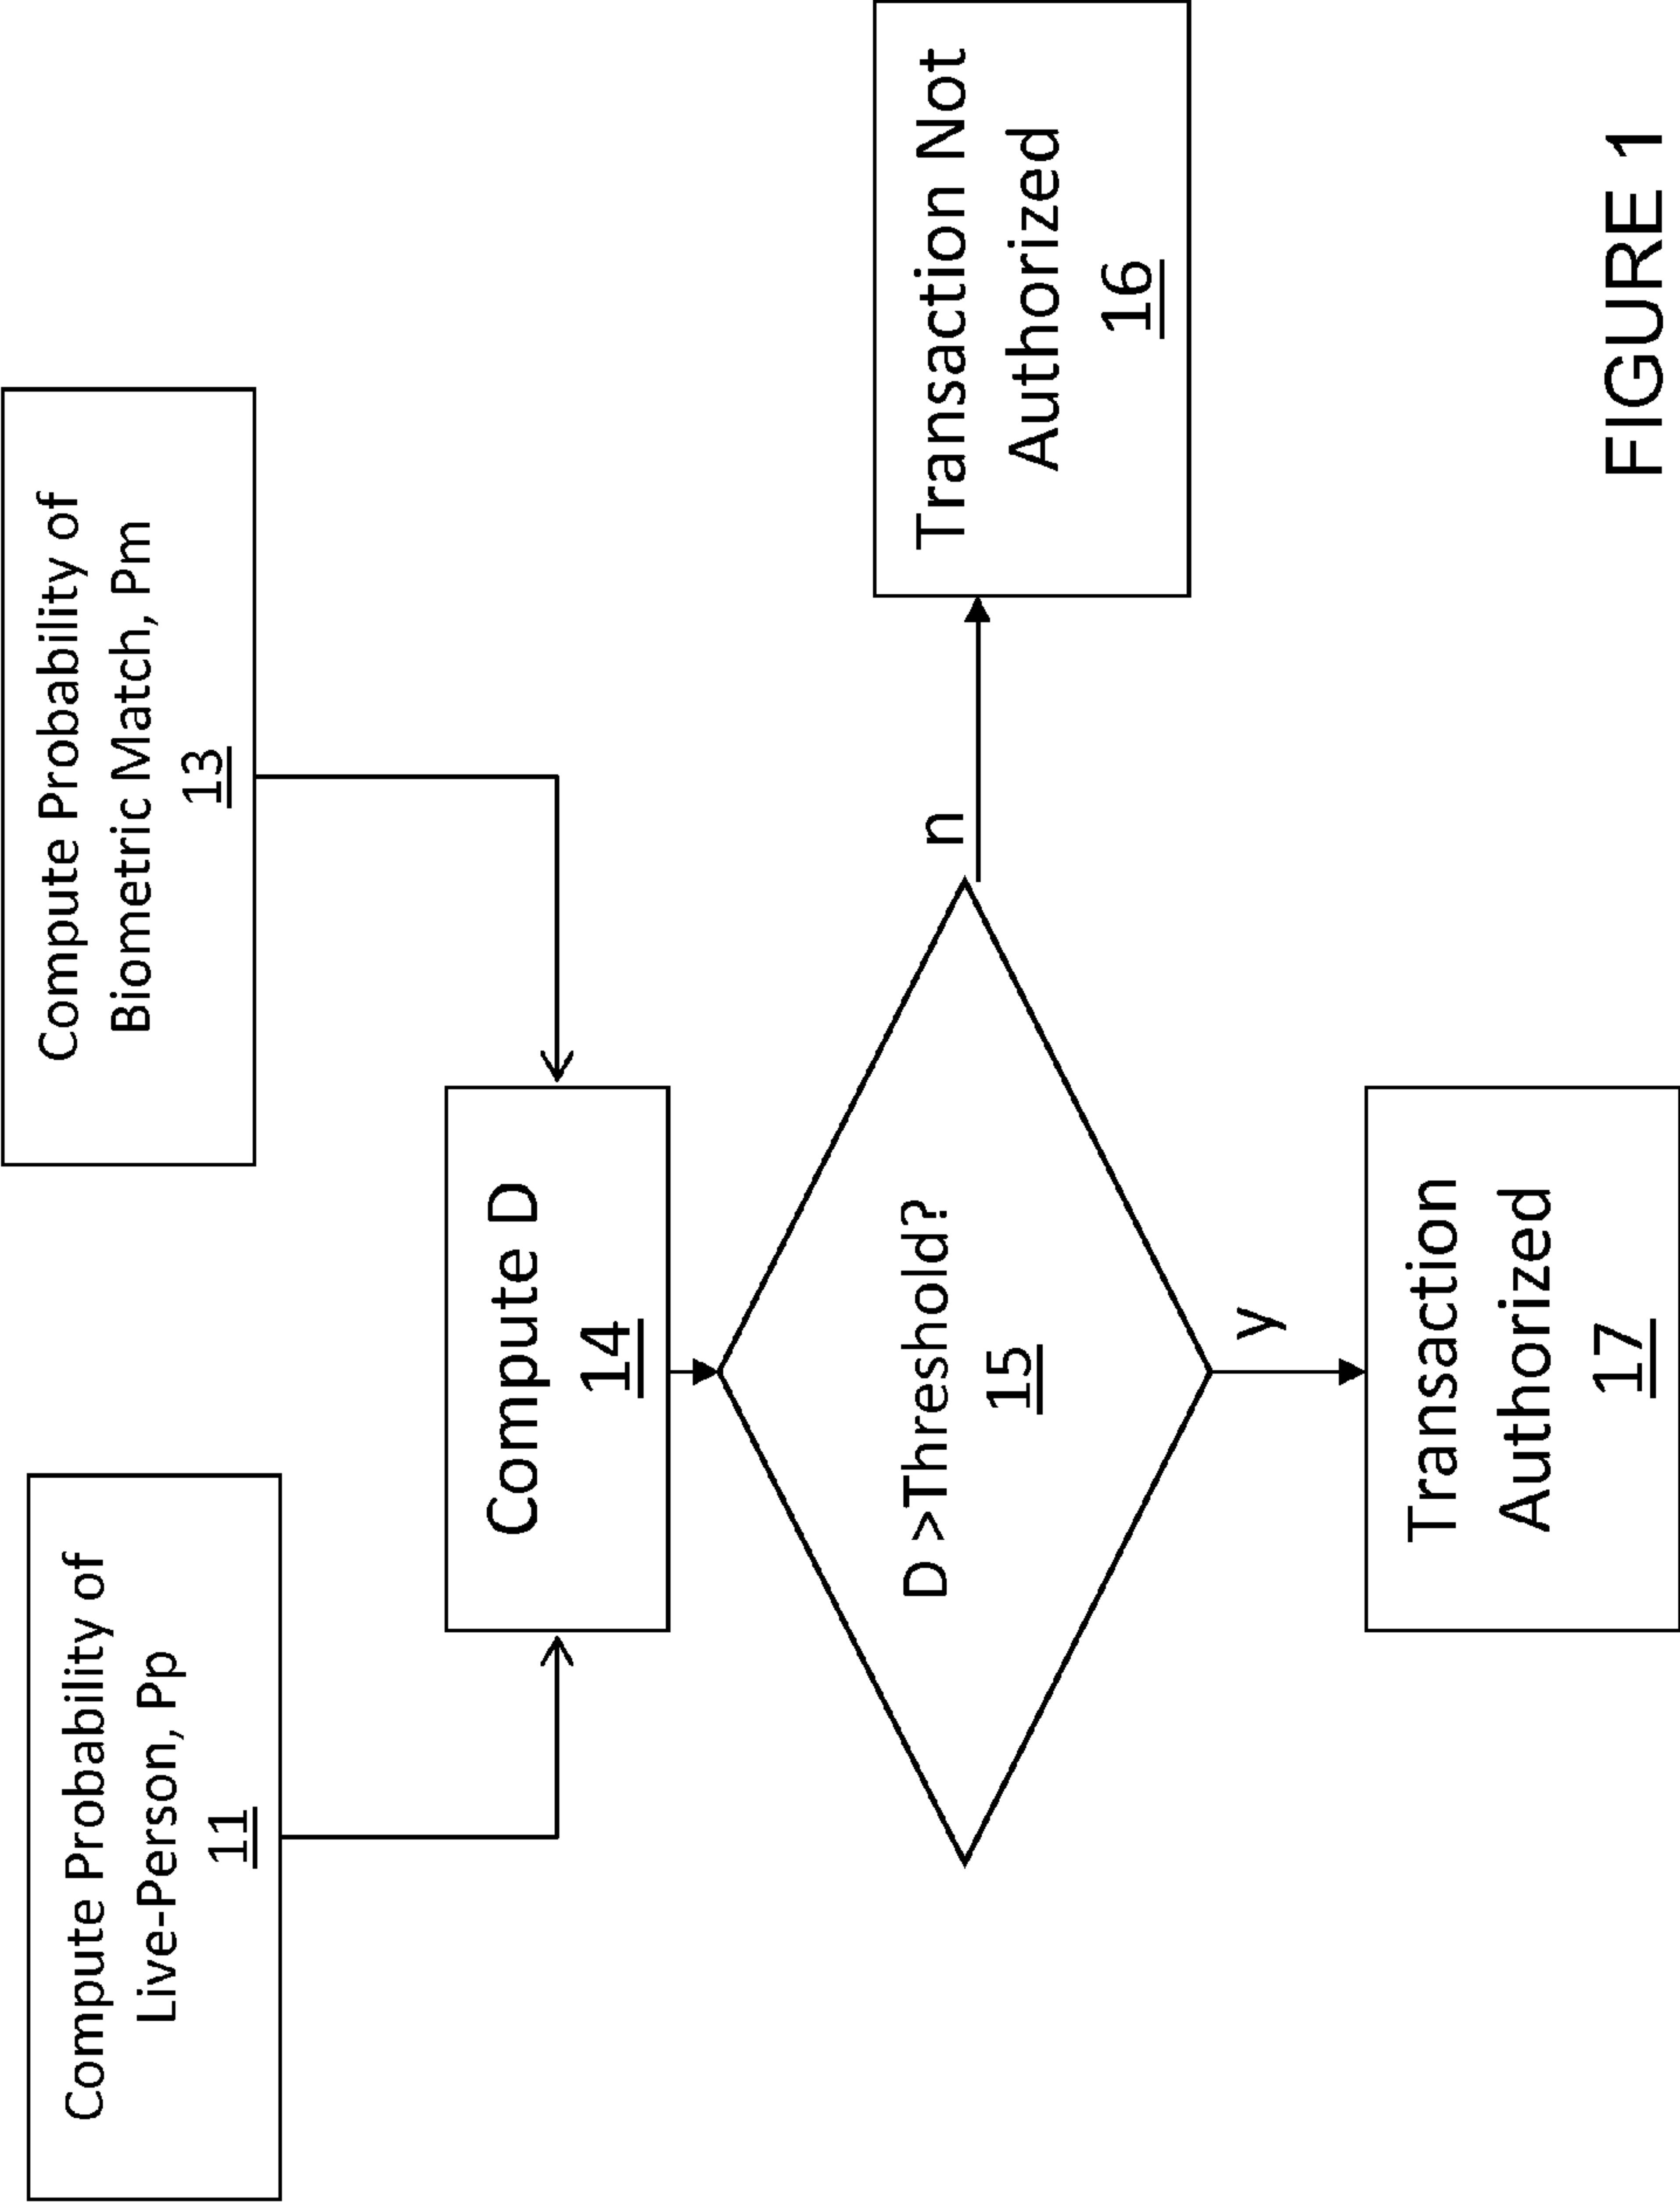 Compute Probability of
Live-Person, Pp
11
Compute Probability of
Biometric Match, Pm
13
Compute D
14
D >Threshold?
15
n
Transaction Not
Authorized
16
y
Transaction
Authorized
17
FIGURE 1